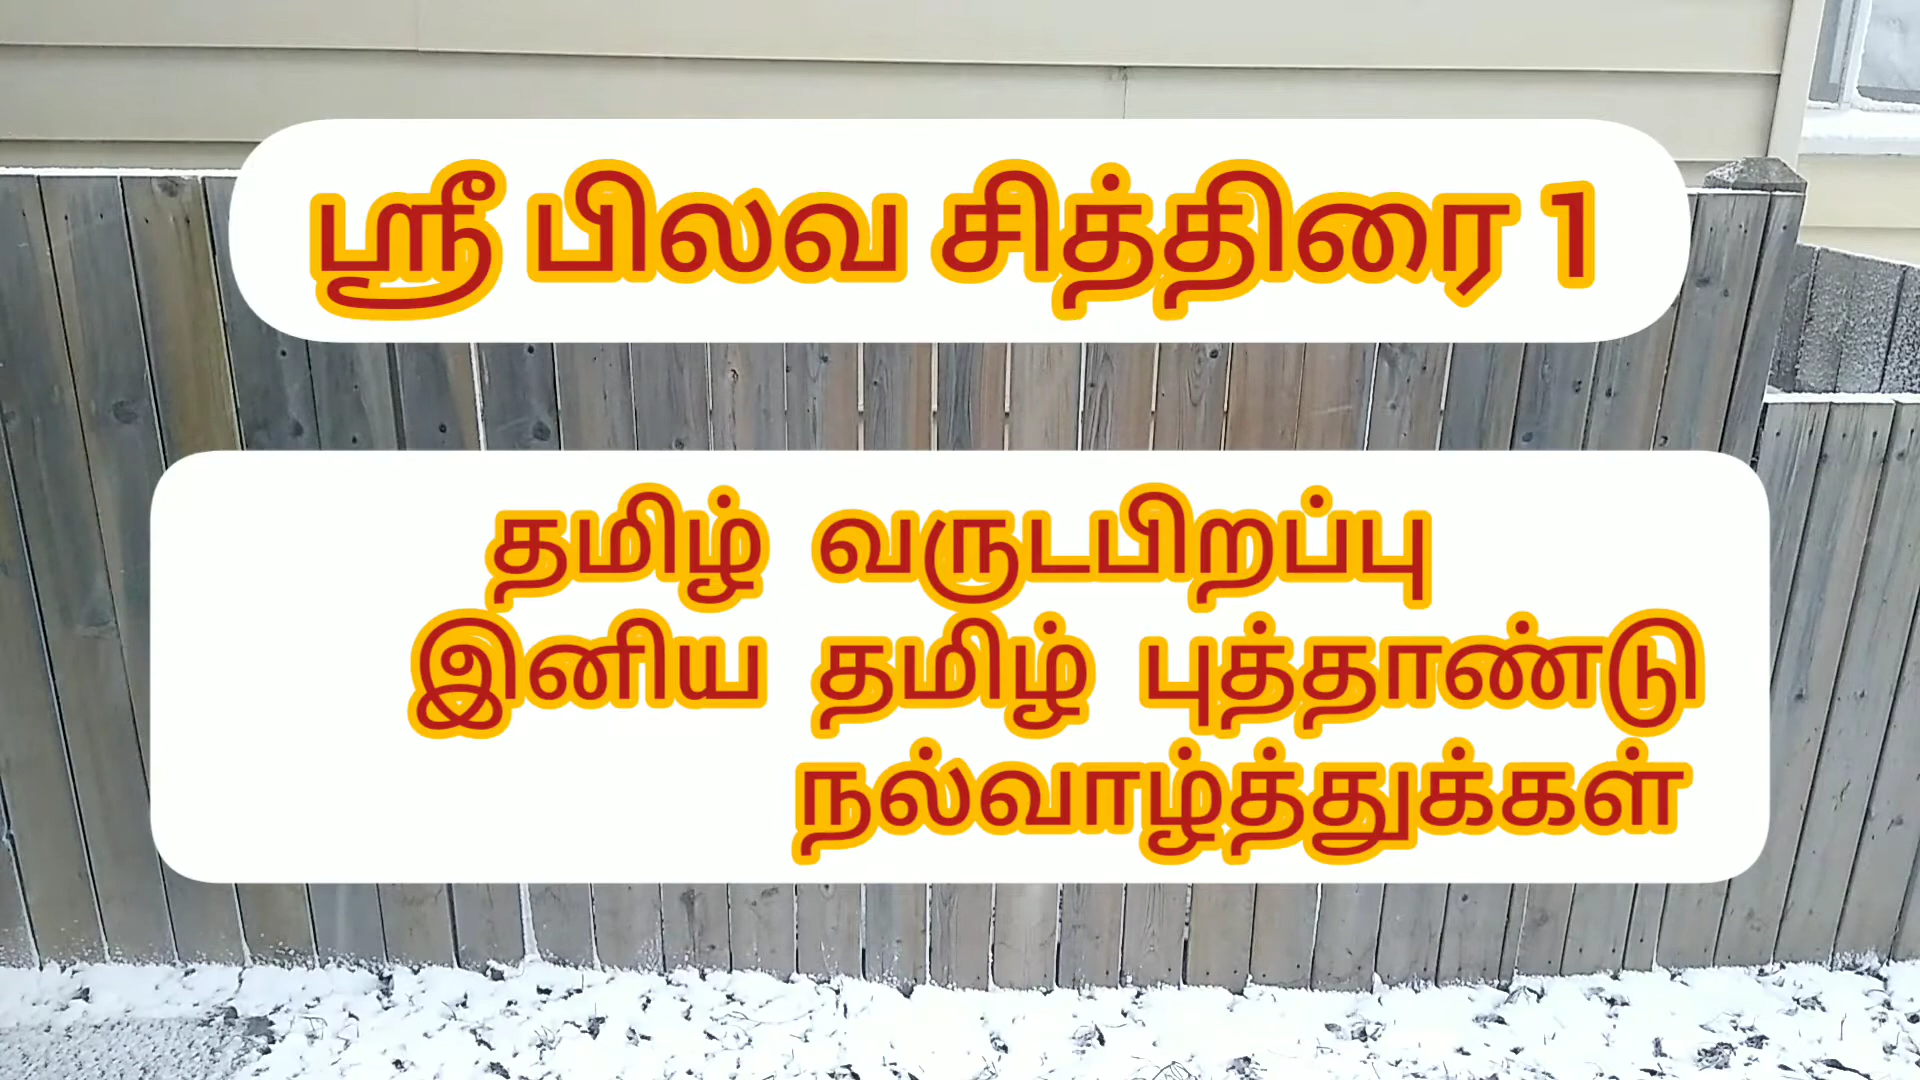 ஸ்ரீ பிலவ சித்திரை 1
தமிழ் வருடபிறப்பு
இனிய தமிழ் புத்தாண்டு
நல்வாழ்த்துக்கள்